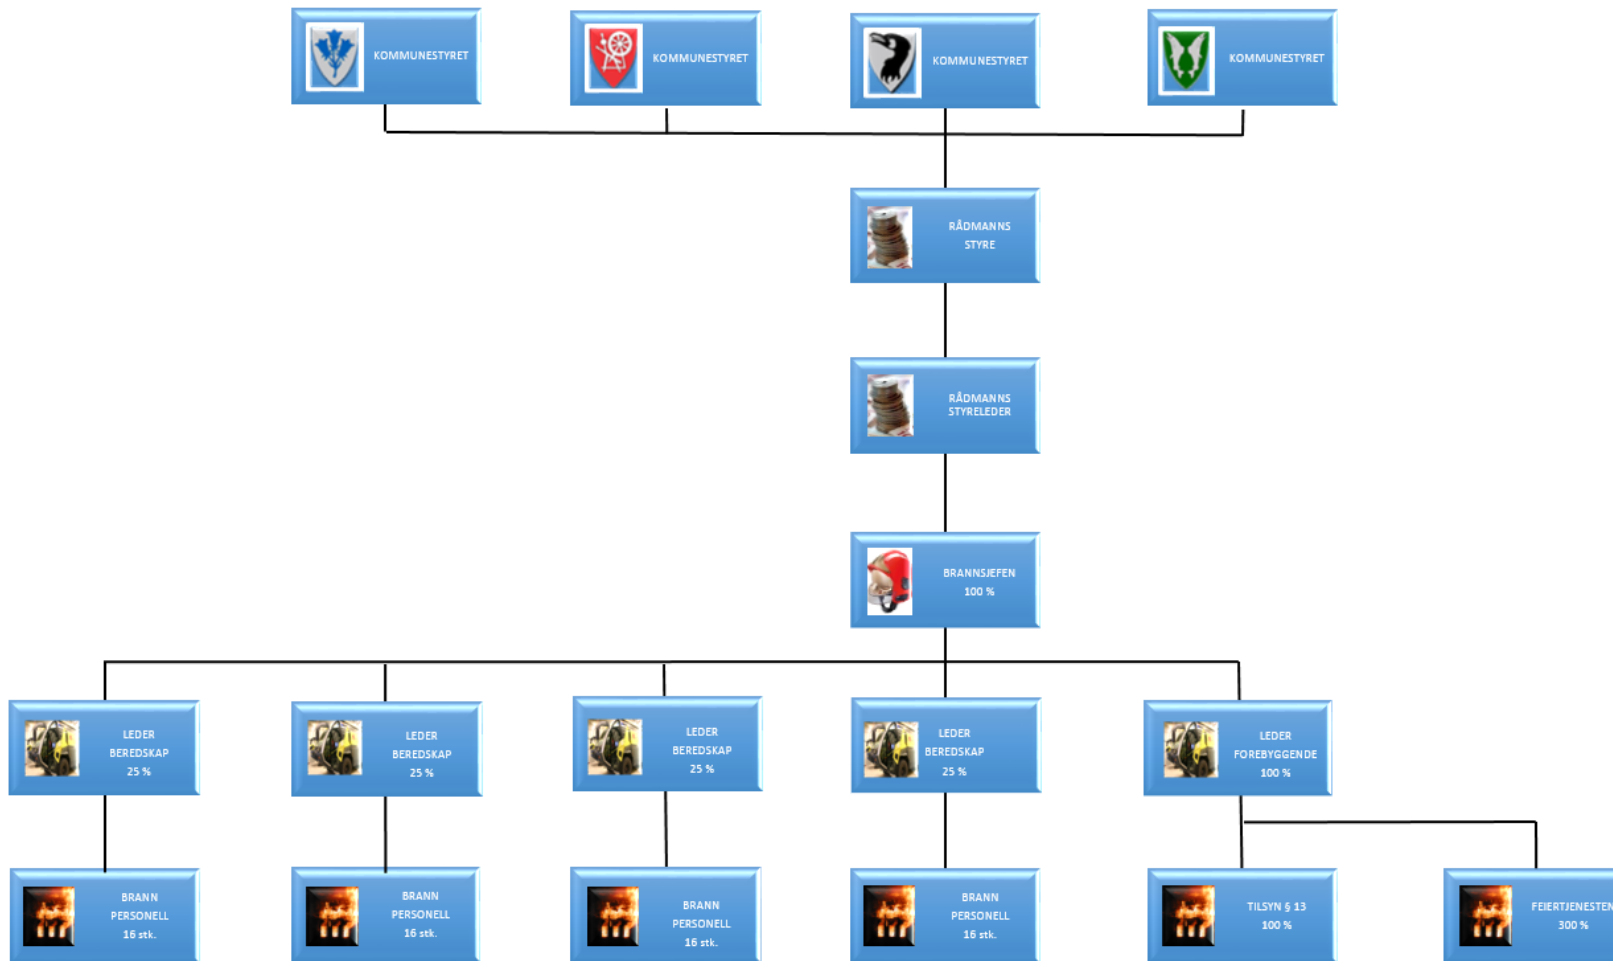 KOMMUNESTYRET
KOMMUNESTYRET
KOMMUNESTYRET
KOMMUNESTYRET
RÅDMANNS
STYRE
RÅDMANNS
STYRELEDER
BRANNSJEFEN
100 %
LEDER
BEREDSKAP
25 %
LEDER
BEREDSKAP
25 %
LEDER
BEREDSKAP
25 %
LEDER
BEREDSKAP
25 %
LEDER
FOREBYGGENDE
100 %
BRANN
PERSONELL
16 stk.
BRANN
PERSONELL
16 stk.
BRANN
PERSONELL
16 stk.
BRANN
PERSONELL
16 stk.
TILSYN § 13
100 %
FEIERTJENESTEN
300 %